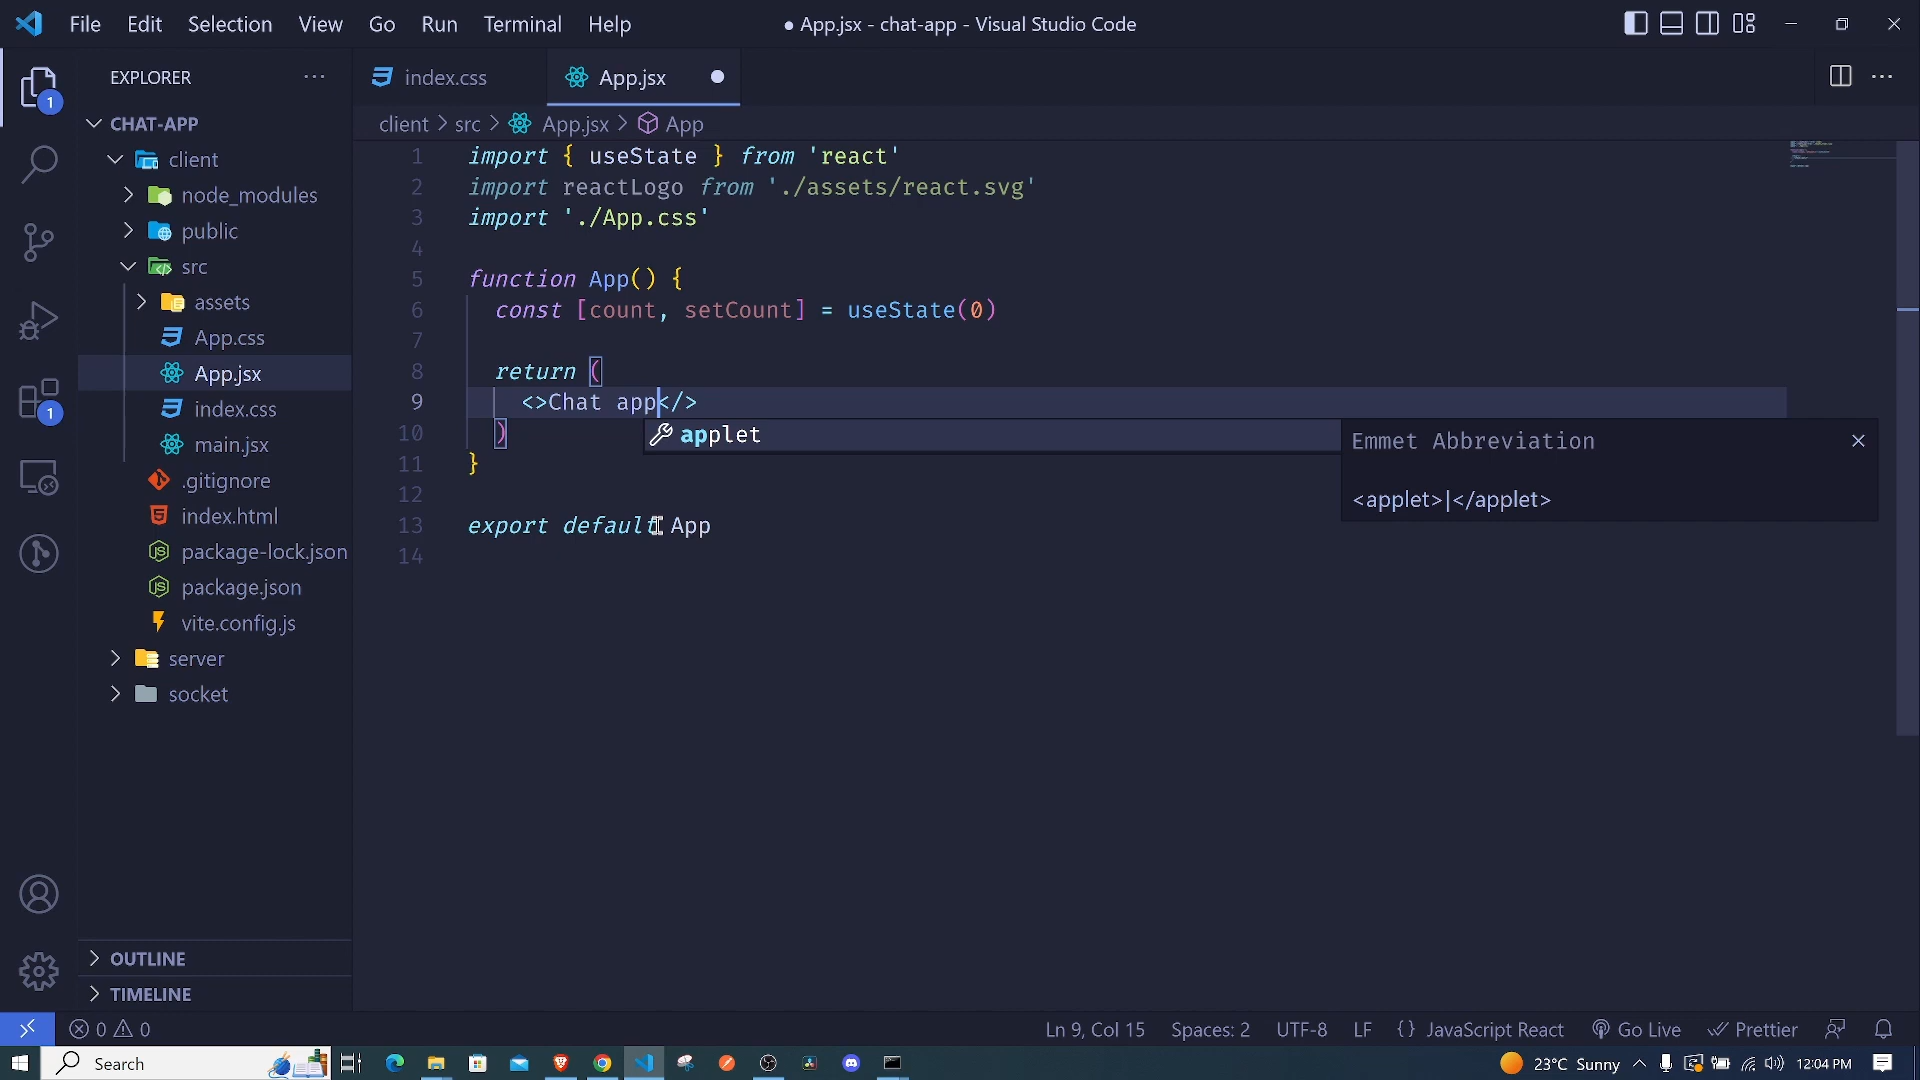 File Edit Selection View Go Run Terminal Help
● App.jsx - chat-app - Visual Studio Code
EXPLORER
index.css
App.jsx
CHAT-APP
client > src > App.jsx > App
client
node_modules
public
src
assets
App.css
App.jsx
index.css
main.jsx
.gitignore
index.html
package-lock.json
package.json
vite.config.js
server
socket
OUTLINE
TIMELINE
1 import { useState } from 'react'
2 import reactLogo from './assets/react.svg'
3 import './App.css'
4
5 function App() {
6 const [count, setCount] = useState(0)
7
8 return (
9 <>Chat app</>
10 )
11 }
12
13 export default App
14
applet
Emmet Abbreviation
<applet>|</applet>
1
1
0 0
Ln 9, Col 15 Spaces: 2 UTF-8 LF {} JavaScript React Go Live Prettier
Search
23°C Sunny
12:04 PM